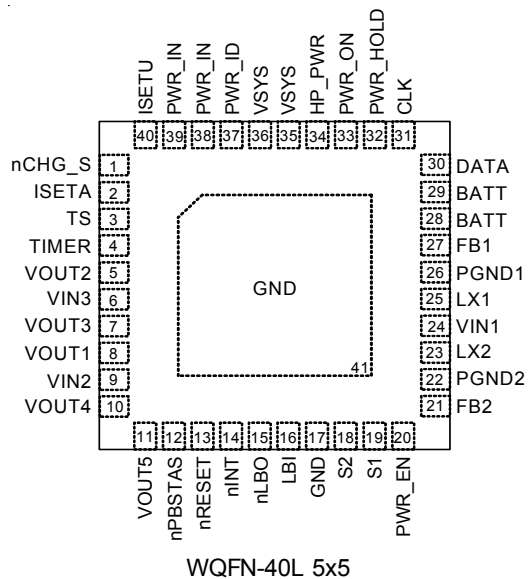 ISETU
PWR_IN
PWR_IN
PWR_ID
VSYS
VSYS
HP_PWR
PWR_ON
PWR_HOLD
CLK
40 39 38 37 36 35 34 33 32 31
nCHG_S 1
ISETA 2
TS 3
TIMER 4
VOUT2 5
VIN3 6
VOUT3 7
VOUT1 8
VIN2 9
VOUT4 10
GND
41
30 DATA
29 BATT
28 BATT
27 FB1
26 PGND1
25 LX1
24 VIN1
23 LX2
22 PGND2
21 FB2
11 12 13 14 15 16 17 18 19 20
VOUT5
nPBSTAS
nRESET
nINT
nLBO
LBI
GND
S2
S1
PWR_EN
WQFN-40L 5x5